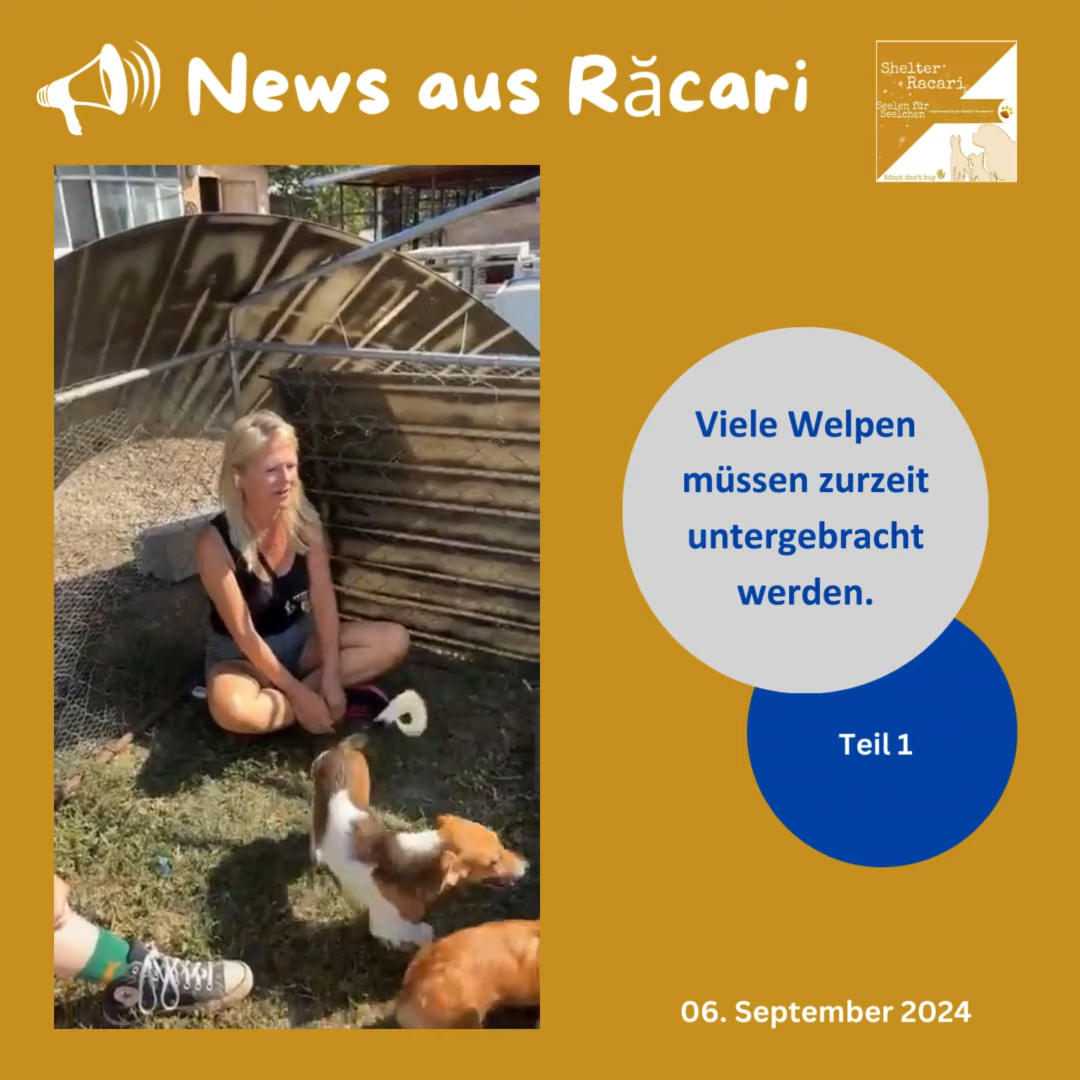 News aus Răcari
Shelter
Racari
Seelen für
Seelchen
Adopt don't buy
Viele Welpen
müssen zurzeit
untergebracht
werden.
Teil 1
06. September 2024